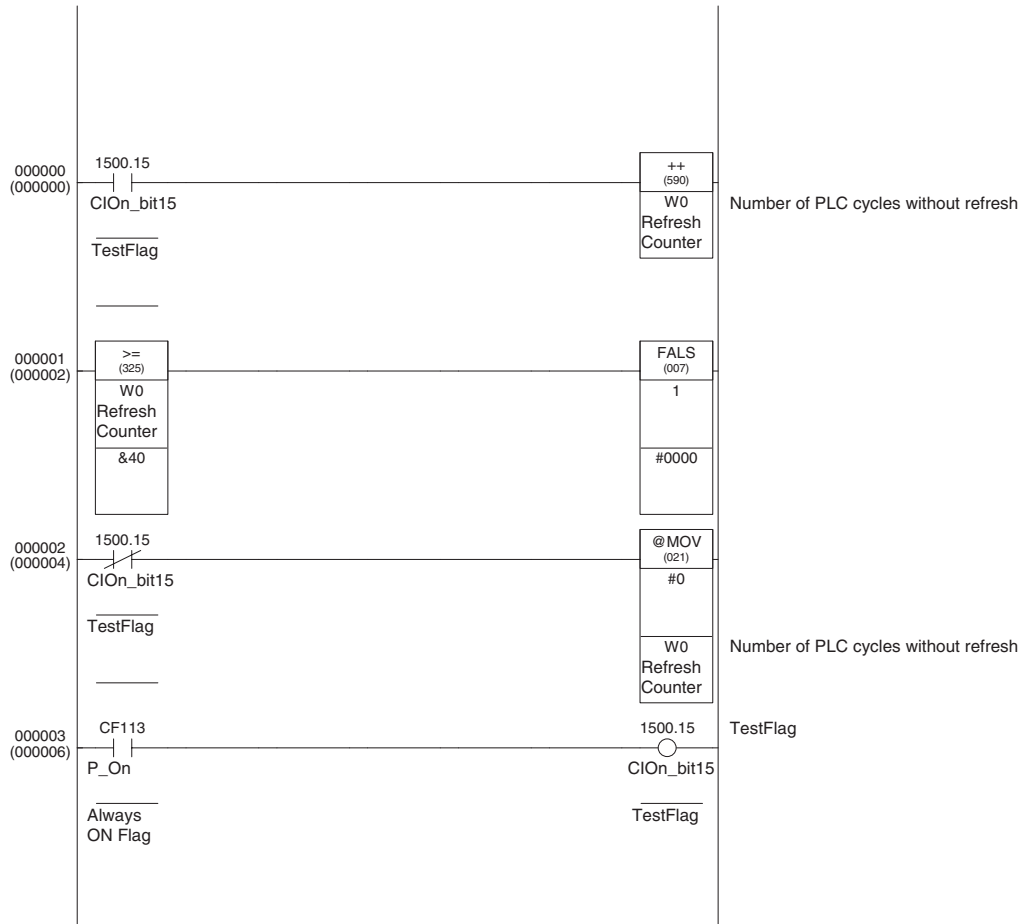 000000
(000000)
1500.15
CIOn_bit15
TestFlag
++
(590)
W0
Refresh
Counter
Number of PLC cycles without refresh
000001
(000002)
>=
(325)
W0
Refresh
Counter
&40
FALS
(007)
1
#0000
000002
(000004)
1500.15
CIOn_bit15
TestFlag
@MOV
(021)
#0
W0
Refresh
Counter
Number of PLC cycles without refresh
000003
(000006)
CF113
P_On
Always
ON Flag
1500.15
CIOn_bit15
TestFlag
TestFlag